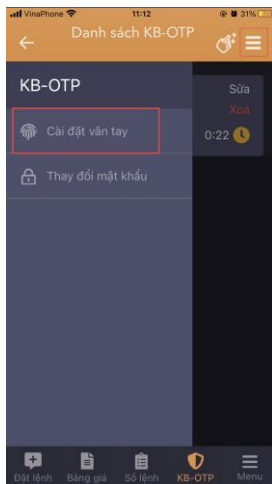 VinaPhone 11:12 31%
Danh sách KB-OTP
KB-OTP
Sửa
Xoá
Cài đặt vân tay
0:22
Thay đổi mật khẩu
Đặt lệnh Bảng giá Sổ lệnh KB-OTP Menu